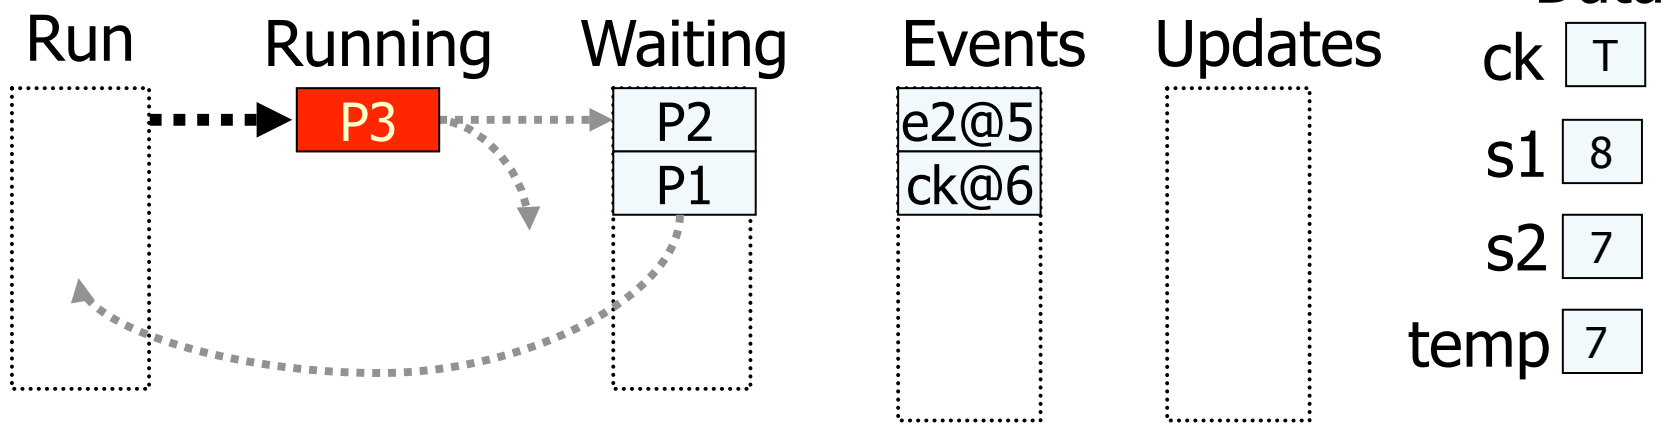 Run Running Waiting Events Updates
ck T
P3 P2 e2@5
P1 ck@6
s1 8
s2 7
temp 7